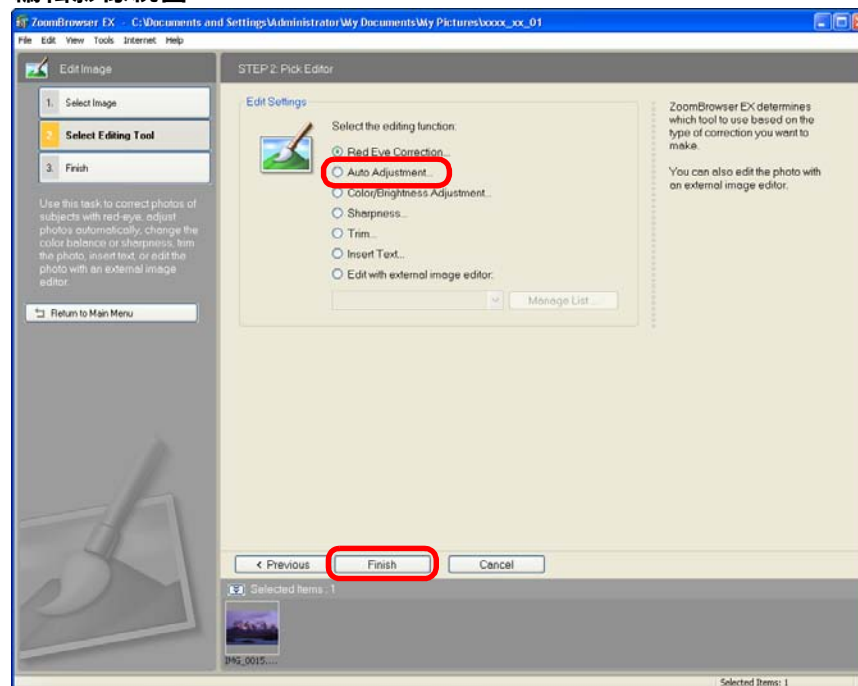 ZoomBrowser EX - C:\Documents and Settings\Administrator\My Documents\My Pictures\xxxx_xx_01
File Edit View Tools Internet Help
Edit Image
STEP 2: Pick Editor
1. Select Image
2. Select Editing Tool
3. Finish
Use this task to correct photos of
subjects with red-eye, adjust
photos automatically, change the
color balance or sharpness, trim
the photo, insert text, or edit the
photo with an external image
editor.
Return to Main Menu
Edit Settings
Select the editing function:
Red Eye Correction...
Auto Adjustment...
Color/Brightness Adjustment...
Sharpness...
Trim...
Insert Text...
Edit with external image editor:
Manage List...
ZoomBrowser EX determines
which tool to use based on the
type of correction you want to
make.
You can also edit the photo with
an external image editor.
< Previous
Finish
Cancel
Selected Items : 1
IMG_0015....
Selected Items: 1